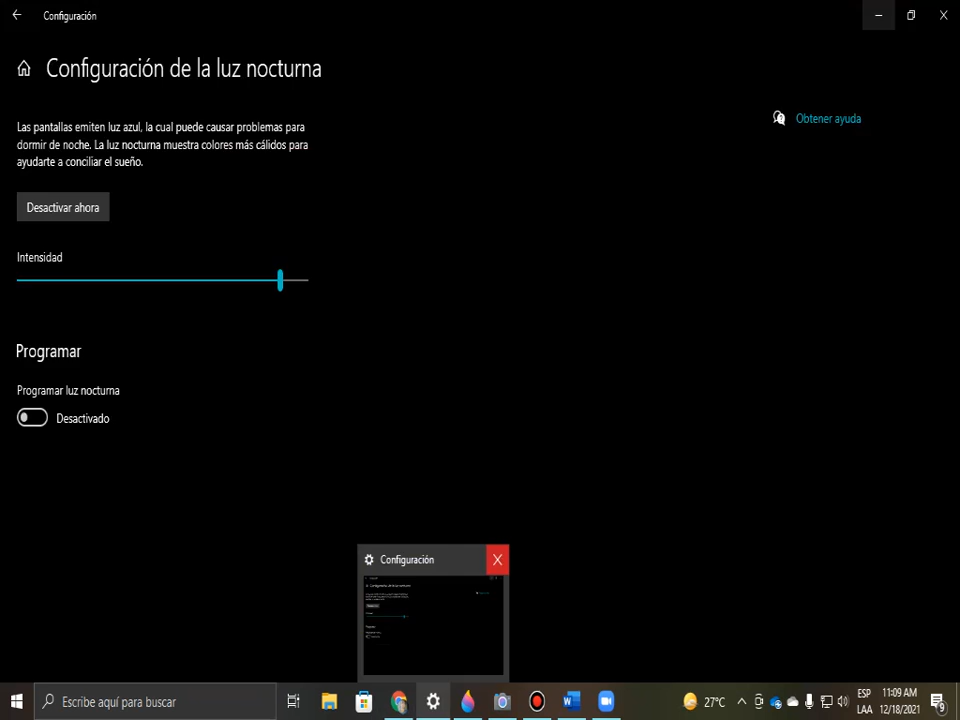 Configuración
Configuración de la luz nocturna
Las pantallas emiten luz azul, la cual puede causar problemas para
dormir de noche. La luz nocturna muestra colores más cálidos para
ayudarte a conciliar el sueño.
Obtener ayuda
Desactivar ahora
Intensidad
Programar
Programar luz nocturna
Desactivado
Configuración
Escribe aquí para buscar
27°C
ESP
LAA
11:09 AM
12/18/2021
9